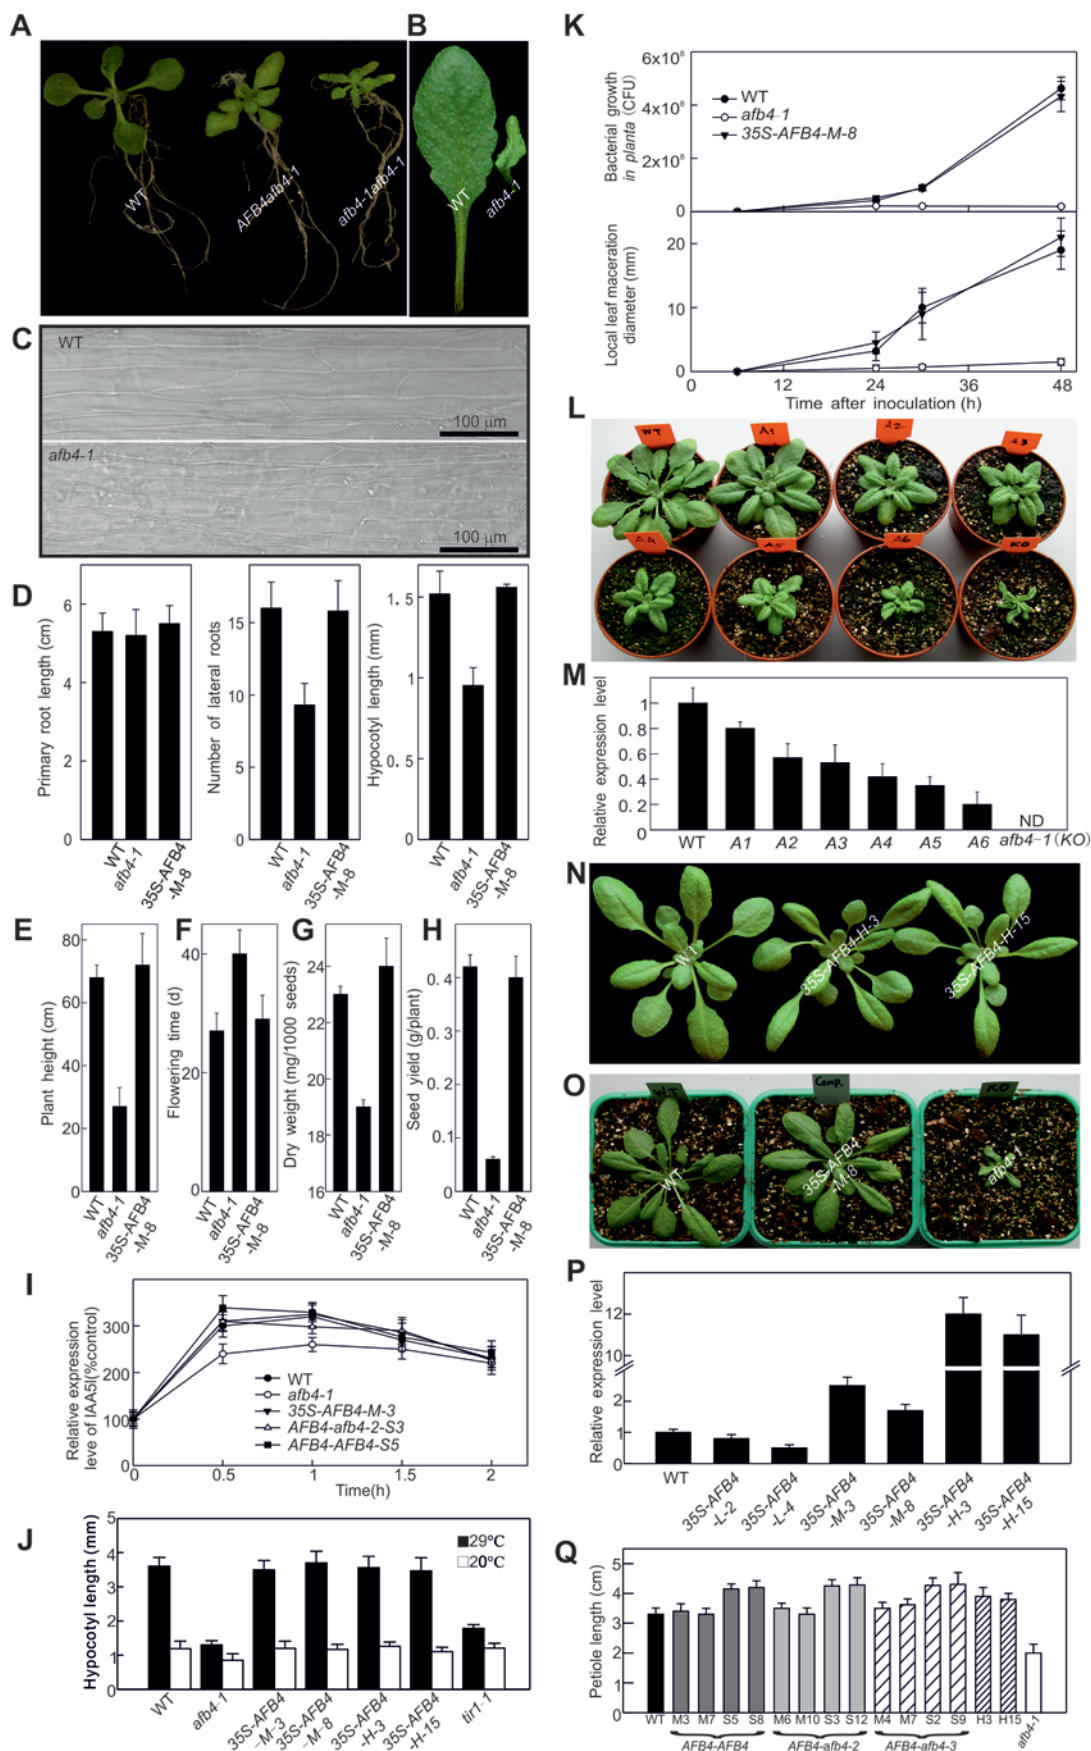 A
WT
AFB4afb4-1
afb4-1afb4-1
B
WT
afb4-1
C
WT
100 µm
afb4-1
100 µm
D
Primary root length (cm)
6
4
2
0
WT
afb4-1
35S-AFB4
-M-8
Number of lateral roots
15
10
5
0
WT
afb4-1
35S-AFB4
-M-8
Hypocotyl length (mm)
1.5
1
0.5
0
WT
afb4-1
35S-AFB4
-M-8
E
Plant height (cm)
80
60
40
20
0
WT
afb4-1
35S-AFB4
-M-8
F
Flowering time (d)
40
20
0
WT
afb4-1
35S-AFB4
-M-8
G
Dry weight (mg/1000 seeds)
24
22
21
19
18
16
WT
afb4-1
35S-AFB4
-M-8
H
Seed yield (g/plant)
0.4
0.4
0.2
0.1
0
WT
afb4-1
35S-AFB4
-M-8
I
Relative expression
leve of IAA5I(%control)
300
200
100
0
0
0.5
1
1.5
2
Time(h)
WT
afb4-1
35S-AFB4-M-3
AFB4-afb4-2-S3
AFB4-AFB4-S5
J
Hypocotyl length (mm)
5
4
3
2
1
0
29°C
20°C
WT
afb4-1
35S-AFB4
-M-3
35S-AFB4
-M-8
35S-AFB4
-H-3
35S-AFB4
-H-15
tir1-1
K
Bacterial growth
in planta (CFU)
6x10⁸
4x10⁸
2x10⁸
0
WT
afb4-1
35S-AFB4-M-8
Local leaf maceration
diameter (mm)
20
10
0
0
12
24
36
48
Time after inoculation (h)
L
WT
A1
A2
A3
A4
A5
A6
KO
M
Relative expression level
1
0.8
0.6
0.4
0.2
0
ND
WT
A1
A2
A3
A4
A5
A6
afb4-1(KO)
N
WT
35S-AFB4-H-3
35S-AFB4-H-15
O
WT
Comp.
KO
WT
35S-AFB4
-M-8
afb4-1
P
Relative expression level
12
10
3
2
1
0
WT
35S-AFB4
-L-2
35S-AFB4
-L-4
35S-AFB4
-M-3
35S-AFB4
-M-8
35S-AFB4
-H-3
35S-AFB4
-H-15
Q
Petiole length (cm)
5
4
3
2
1
0
WT M3 M7 S5 S8 M6 M10 S3 S12 M4 M7 S2 S9 H3 H15 afb4-1
AFB4-AFB4
AFB4-afb4-2
AFB4-afb4-3